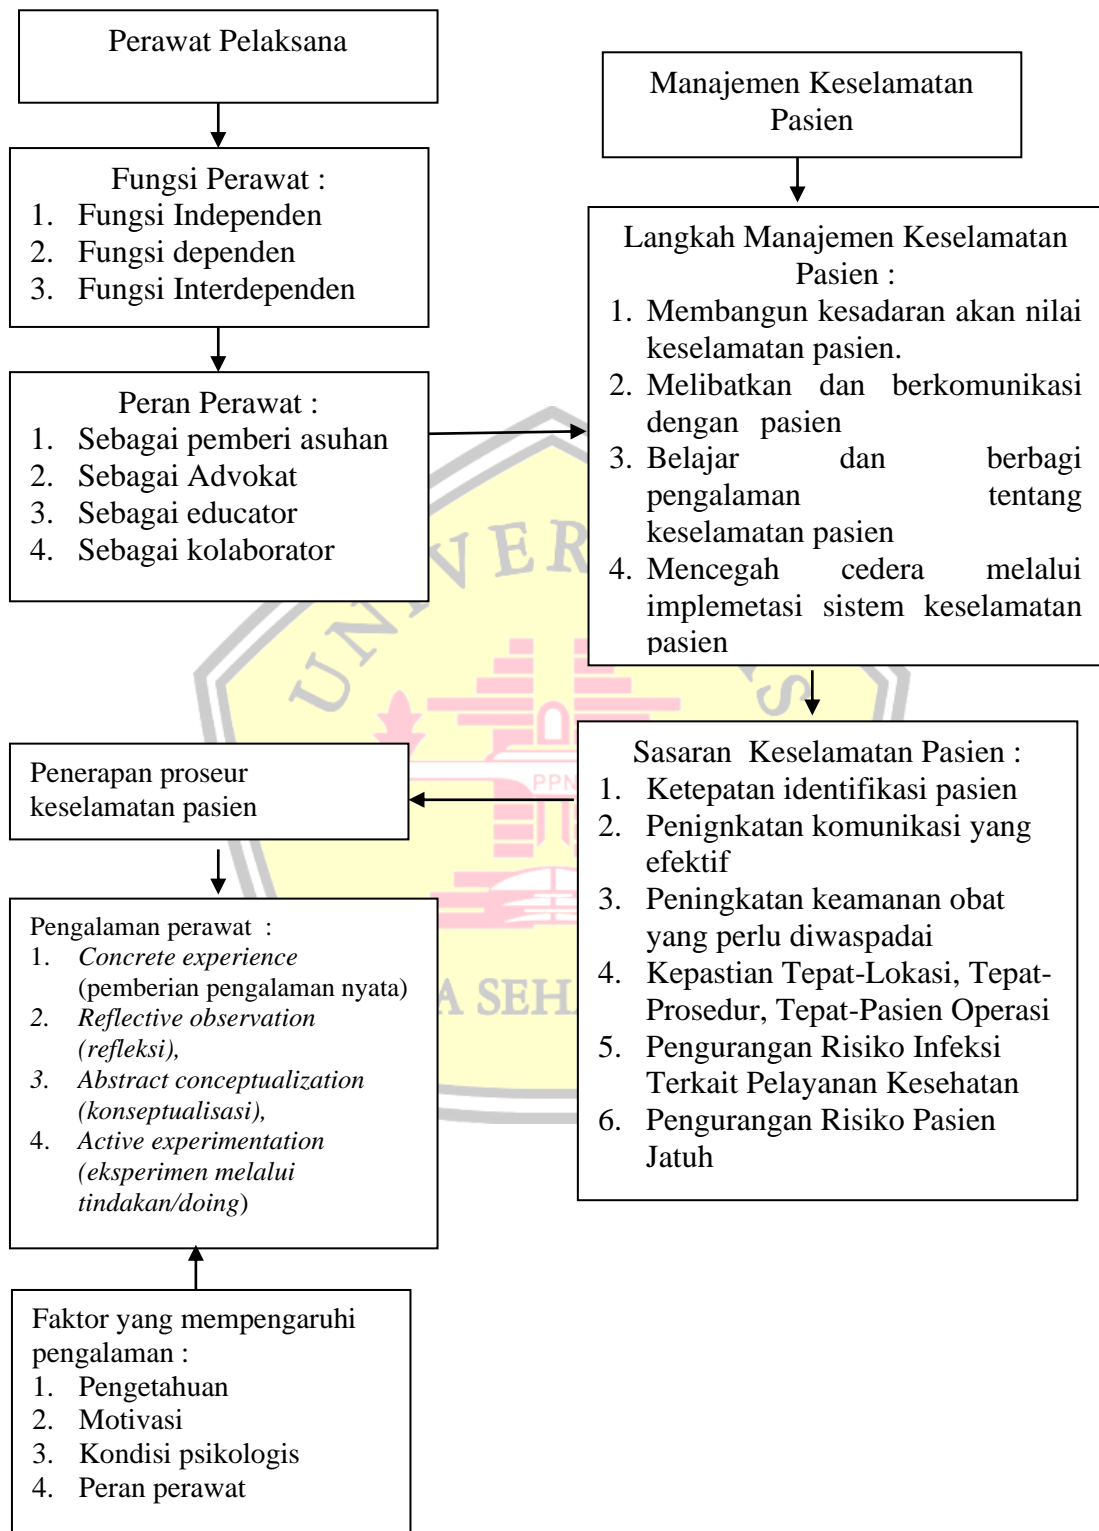 Perawat Pelaksana
Manajemen Keselamatan
Pasien
Fungsi Perawat :
1. Fungsi Independen
2. Fungsi dependen
3. Fungsi Interdependen
Langkah Manajemen Keselamatan
Pasien :
1. Membangun kesadaran akan nilai
keselamatan pasien.
2. Melibatkan dan berkomunikasi
dengan pasien
3. Belajar dan berbagi
pengalaman tentang
keselamatan pasien
4. Mencegah cedera melalui
implemetasi sistem keselamatan
pasien
Peran Perawat :
1. Sebagai pemberi asuhan
2. Sebagai Advokat
3. Sebagai educator
4. Sebagai kolaborator
UNIVER
S
PPN
A SEH
Penerapan proseur
keselamatan pasien
Sasaran Keselamatan Pasien :
1. Ketepatan identifikasi pasien
2. Penignkatan komunikasi yang
efektif
3. Peningkatan keamanan obat
yang perlu diwaspadai
4. Kepastian Tepat-Lokasi, Tepat-
Prosedur, Tepat-Pasien Operasi
5. Pengurangan Risiko Infeksi
Terkait Pelayanan Kesehatan
6. Pengurangan Risiko Pasien
Jatuh
Pengalaman perawat :
1. Concrete experience
(pemberian pengalaman nyata)
2. Reflective observation
(refleksi),
3. Abstract conceptualization
(konseptualisasi),
4. Active experimentation
(eksperimen melalui
tindakan/doing)
Faktor yang mempengaruhi
pengalaman :
1. Pengetahuan
2. Motivasi
3. Kondisi psikologis
4. Peran perawat